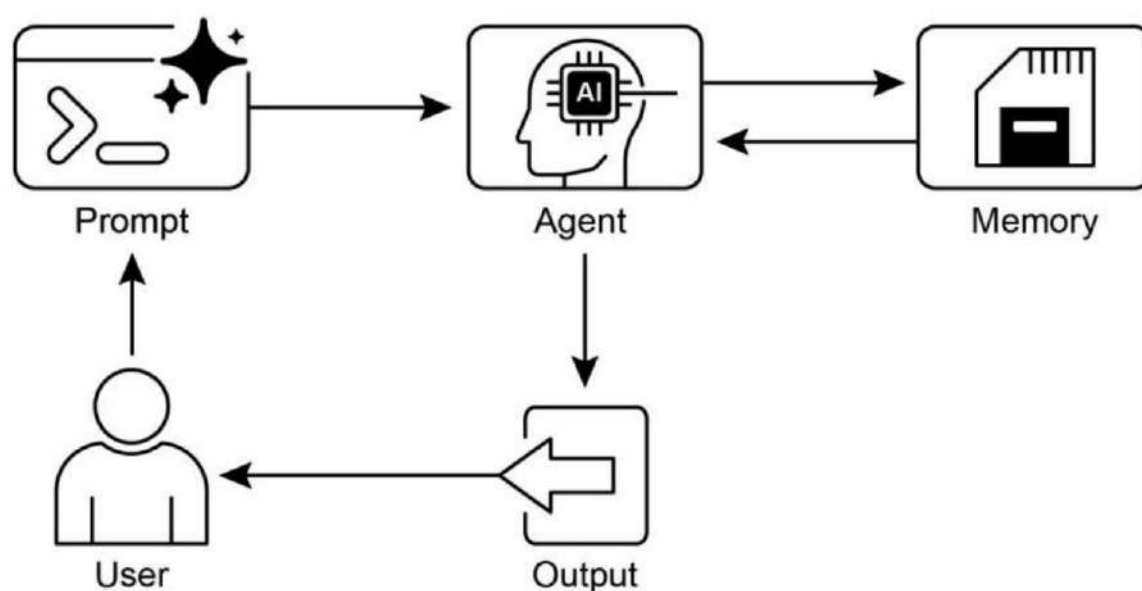 AI
Prompt
Agent
Memory
User
Output